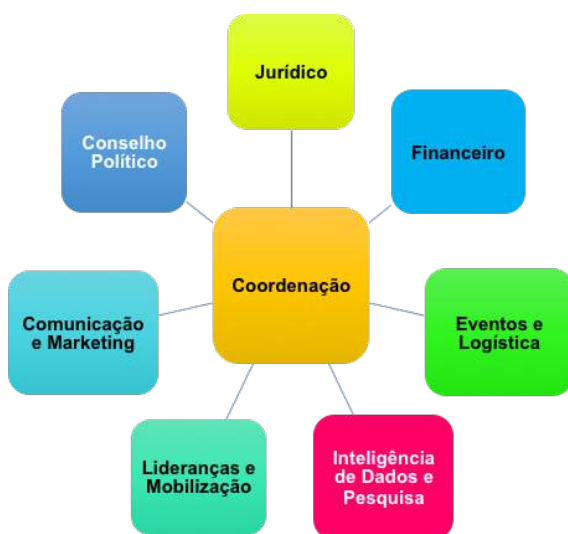 Jurídico
Conselho
Político
Financeiro
Coordenação
Comunicação
e Marketing
Eventos e
Logística
Lideranças e
Mobilização
Inteligência
de Dados e
Pesquisa